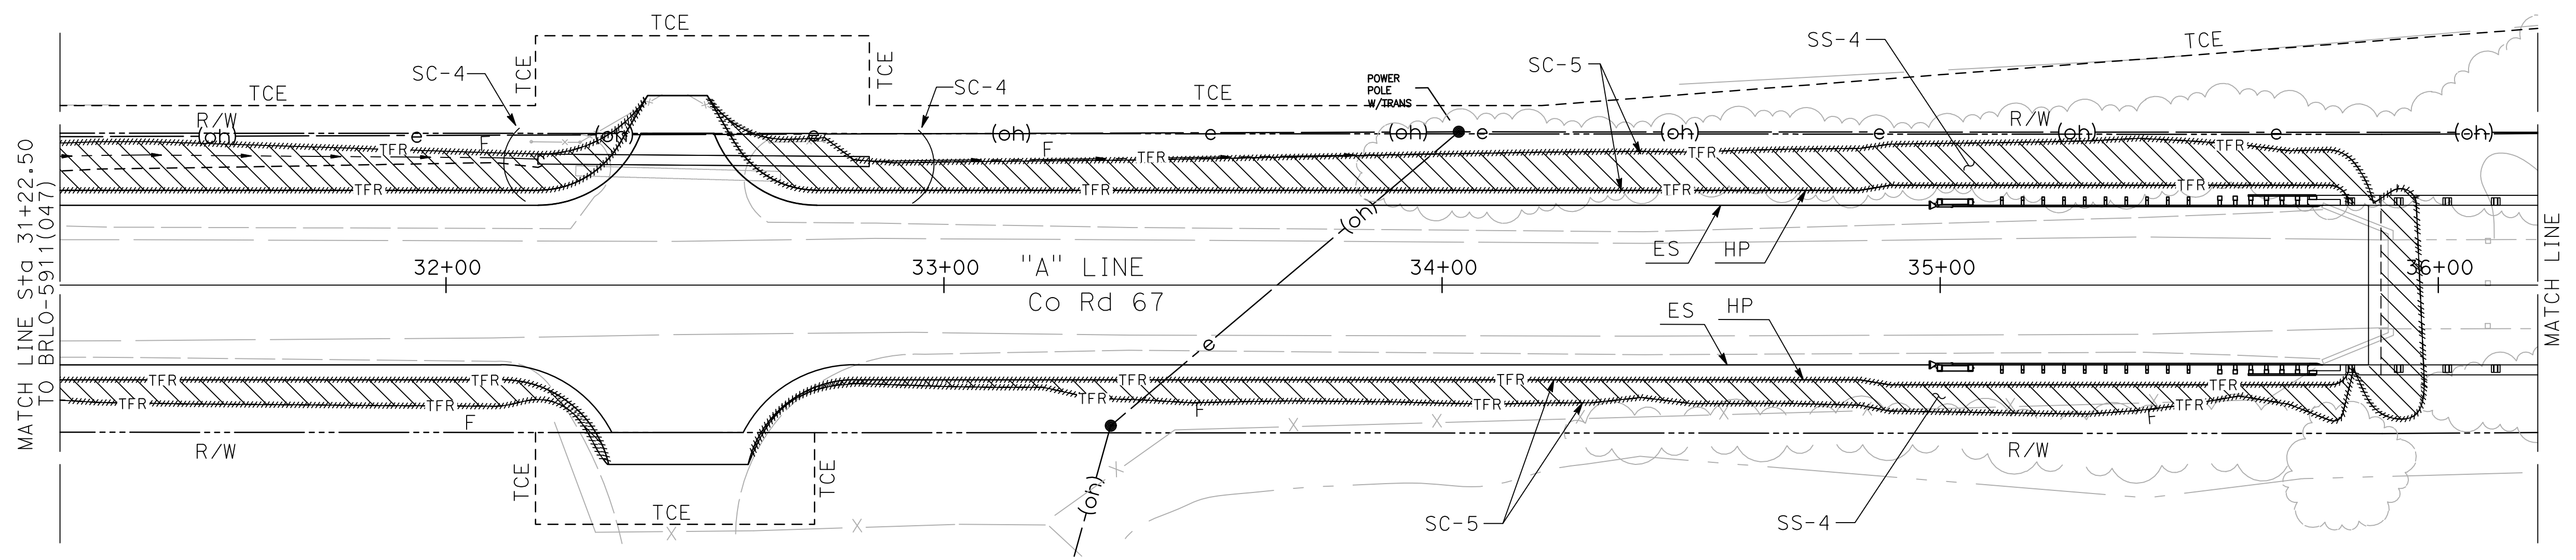 TCE
TCE
TCE
SC-4
SC-4
TCE
TCE
POWER
POLE
W/TRANS
SC-5
SS-4
TCE
R/W
(oh)
e
(oh)
e
(oh)
e
(oh)
e
(oh)
R/W
e
(oh)
e
(oh)
TFR
F
F
TFR
TFR
TFR
TFR
TFR
TFR
TFR
(oh)
ES
HP
MATCH LINE Sta 31+22.50
TO BRLO-5911(047)
32+00
33+00
"A" LINE
34+00
35+00
36+00
Co Rd 67
MATCH LINE
ES
HP
e
TFR
TFR
TFR
TFR
TFR
TFR
TFR
TFR
TFR
TFR
F
F
F
X
X
X
X
X
R/W
R/W
TCE
TCE
TCE
X
X
(oh)
SC-5
SS-4